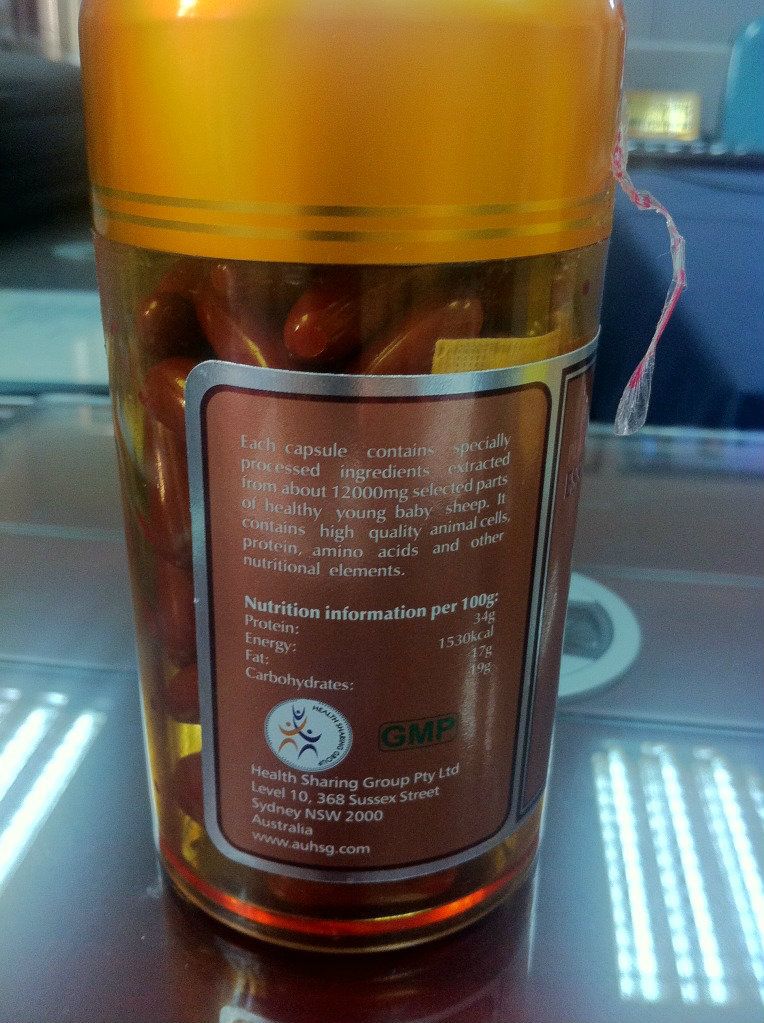 Each capsule contains specially
processed ingredients extracted
from about 12000mg selected parts
of healthy young baby sheep. It
contains high quality animal cells,
protein, amino acids and other
nutritional elements.
Nutrition information per 100g:
Protein: 34g
Energy: 1530kcal
Fat: 17g
Carbohydrates: 19g
HEALTH SHARING GROUP
GMP
Health Sharing Group Pty Ltd
Level 10, 368 Sussex Street
Sydney NSW 2000
Australia
www.auhsg.com